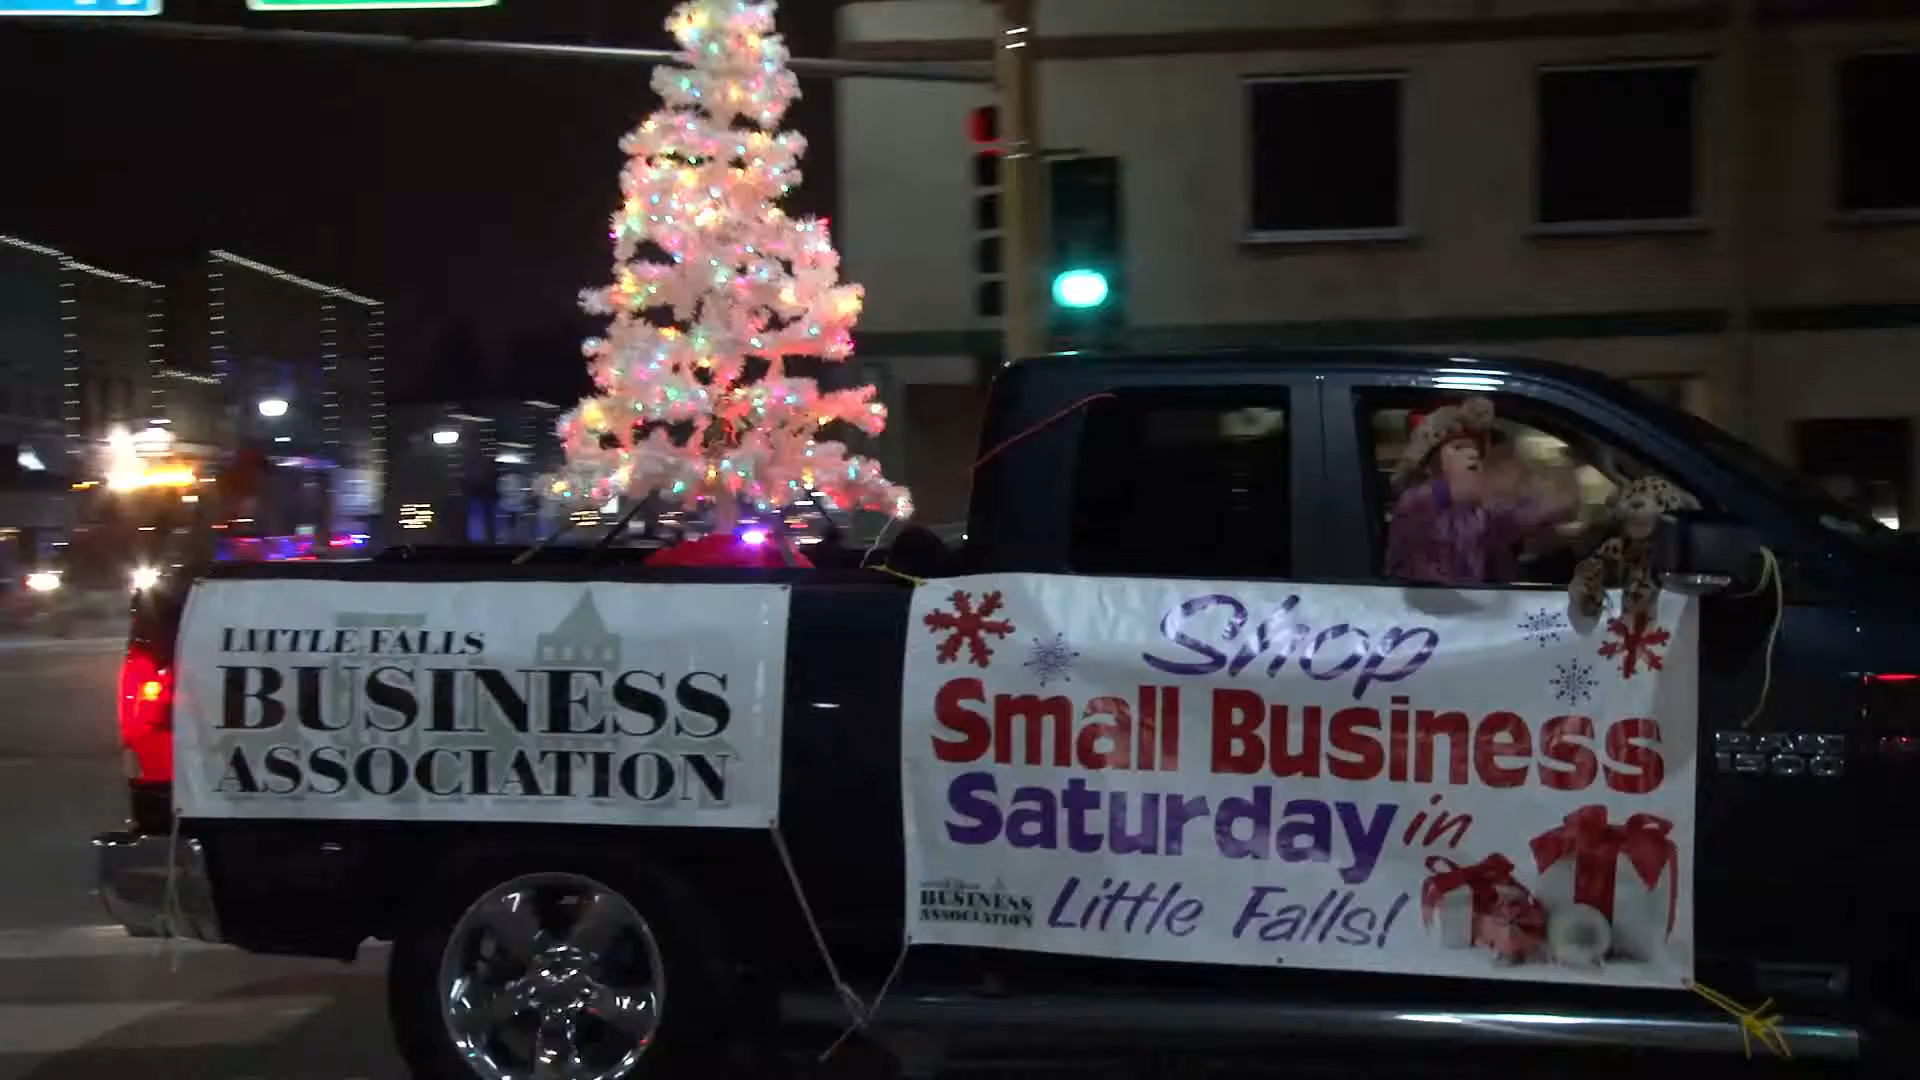 LITTLE FALLS
BUSINESS
ASSOCIATION
Shop
Small Business
Saturday in
Little Falls!
BUSINESS
ASSOCIATION
RAM
1500